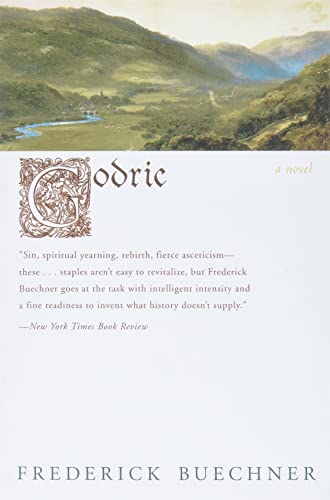 Godric
a novel
"Sin, spiritual yearning, rebirth, fierce asceticism—
these . . . staples aren't easy to revitalize, but Frederick
Buechner goes at the task with intelligent intensity and
a fine readiness to invent what history doesn't supply."
—New York Times Book Review
FREDERICK BUECHNER